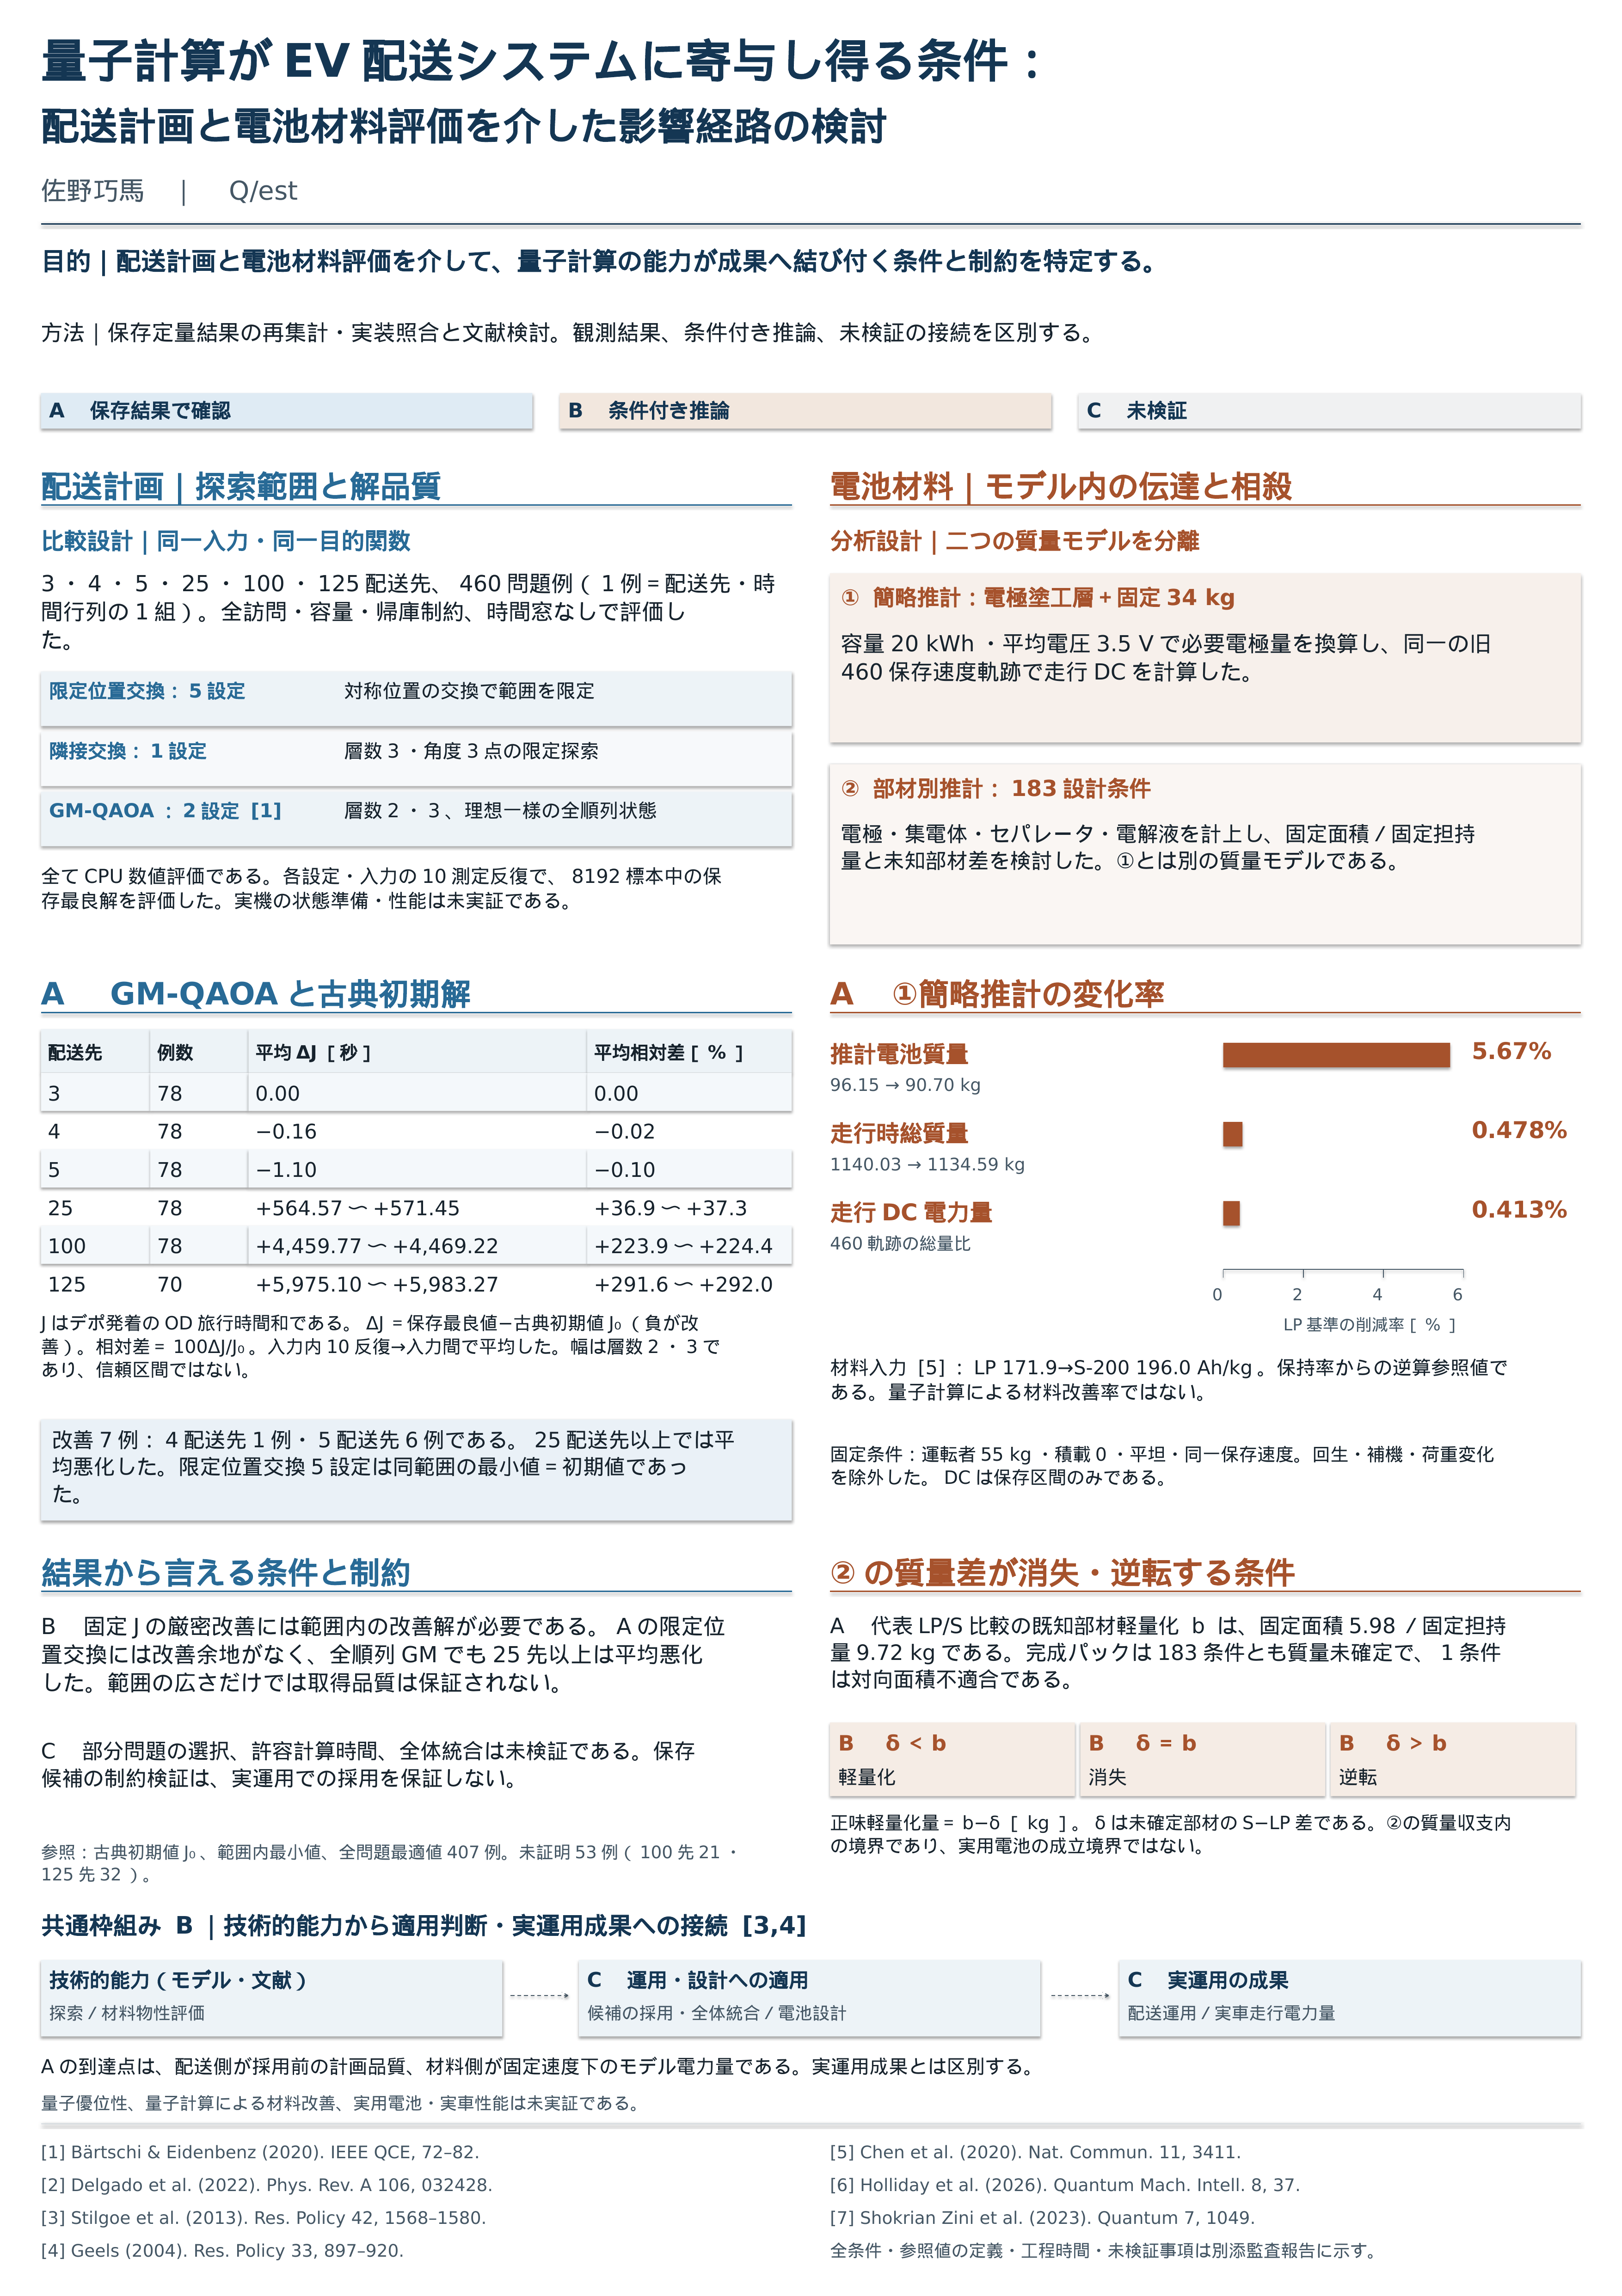 量子計算が EV 配送システムに寄与し得る条件：
配送計画と電池材料評価を介した影響経路の検討
佐野巧馬 | Q/est
目的 | 配送計画と電池材料評価を介して、量子計算の能力が成果へ結び付く条件と制約を特定する。
方法 | 保存定量結果の再集計・実装照合と文献検討。観測結果、条件付き推論、未検証の接続を区別する。
A 保存結果で確認
B 条件付き推論
C 未検証
配送計画 | 探索範囲と解品質
比較設計 | 同一入力・同一目的関数
3 ・ 4 ・ 5 ・ 25 ・ 100 ・ 125 配送先、 460 問題例（ 1 例 = 配送先・時
間行列の 1 組 ）。全訪問・容量・帰庫制約、時間窓なしで評価し
た。
限定位置交換： 5 設定 対称位置の交換で範囲を限定
隣接交換： 1 設定 層数 3 ・角度 3 点の限定探索
GM-QAOA ： 2 設定 [1] 層数 2 ・ 3 、理想一様の全順列状態
全て CPU 数値評価である。各設定・入力の 10 測定反復で、 8192 標本中の保
存最良解を評価した。実機の状態準備・性能は未実証である。
A GM-QAOA と古典初期解
配送先 例数 平均 ΔJ [ 秒 ] 平均相対差 [ % ]
3 78 0.00 0.00
4 78 −0.16 −0.02
5 78 −1.10 −0.10
25 78 +564.57 〜 +571.45 +36.9 〜 +37.3
100 78 +4,459.77 〜 +4,469.22 +223.9 〜 +224.4
125 70 +5,975.10 〜 +5,983.27 +291.6 〜 +292.0
J はデポ発着の OD 旅行時間和である。 ΔJ = 保存最良値−古典初期値 J₀ （ 負が改
善 ）。相対差 = 100ΔJ/J₀ 。入力内 10 反復→入力間で平均した。幅は層数 2 ・ 3 で
あり、信頼区間ではない。
改善 7 例： 4 配送先 1 例・ 5 配送先 6 例である。 25 配送先以上では平
均悪化した。限定位置交換 5 設定は同範囲の最小値 = 初期値であっ
た。
結果から言える条件と制約
B 固定 J の厳密改善には範囲内の改善解が必要である。 A の限定位
置交換には改善余地がなく、全順列 GM でも 25 先以上は平均悪化
した。範囲の広さだけでは取得品質は保証されない。
C 部分問題の選択、許容計算時間、全体統合は未検証である。保存
候補の制約検証は、実運用での採用を保証しない。
参照：古典初期値 J₀ 、範囲内最小値、全問題最適値 407 例。未証明 53 例（ 100 先 21 ・
125 先 32 ）。
電池材料 | モデル内の伝達と相殺
分析設計 | 二つの質量モデルを分離
① 簡略推計：電極塗工層 + 固定 34 kg
容量 20 kWh ・平均電圧 3.5 V で必要電極量を換算し、同一の旧
460 保存速度軌跡で走行 DC を計算した。
② 部材別推計： 183 設計条件
電極・集電体・セパレータ・電解液を計上し、固定面積 / 固定担持
量と未知部材差を検討した。①とは別の質量モデルである。
A ①簡略推計の変化率
推計電池質量 5.67%
96.15 → 90.70 kg
走行時総質量 0.478%
1140.03 → 1134.59 kg
走行 DC 電力量 0.413%
460 軌跡の総量比
0 2 4 6
LP 基準の削減率 [ % ]
材料入力 [5] ： LP 171.9→S-200 196.0 Ah/kg 。保持率からの逆算参照値で
ある。量子計算による材料改善率ではない。
固定条件：運転者 55 kg ・積載 0 ・平坦・同一保存速度。回生・補機・荷重変化
を除外した。 DC は保存区間のみである。
② の質量差が消失・逆転する条件
A 代表 LP/S 比較の既知部材軽量化 b は、固定面積 5.98 / 固定担持
量 9.72 kg である。完成パックは 183 条件とも質量未確定で、 1 条件
は対向面積不適合である。
B δ < b
軽量化
B δ = b
消失
B δ > b
逆転
正味軽量化量 = b−δ [ kg ] 。 δ は未確定部材の S−LP 差である。②の質量収支内
の境界であり、実用電池の成立境界ではない。
共通枠組み B | 技術的能力から適用判断・実運用成果への接続 [3,4]
技術的能力（モデル・文献）
探索 / 材料物性評価
C 運用・設計への適用
候補の採用・全体統合 / 電池設計
C 実運用の成果
配送運用 / 実車走行電力量
A の到達点は、配送側が採用前の計画品質、材料側が固定速度下のモデル電力量である。実運用成果とは区別する。
量子優位性、量子計算による材料改善、実用電池・実車性能は未実証である。
[1] Bärtschi & Eidenbenz (2020). IEEE QCE, 72–82.
[2] Delgado et al. (2022). Phys. Rev. A 106, 032428.
[3] Stilgoe et al. (2013). Res. Policy 42, 1568–1580.
[4] Geels (2004). Res. Policy 33, 897–920.
[5] Chen et al. (2020). Nat. Commun. 11, 3411.
[6] Holliday et al. (2026). Quantum Mach. Intell. 8, 37.
[7] Shokrian Zini et al. (2023). Quantum 7, 1049.
全条件・参照値の定義・工程時間・未検証事項は別添監査報告に示す。